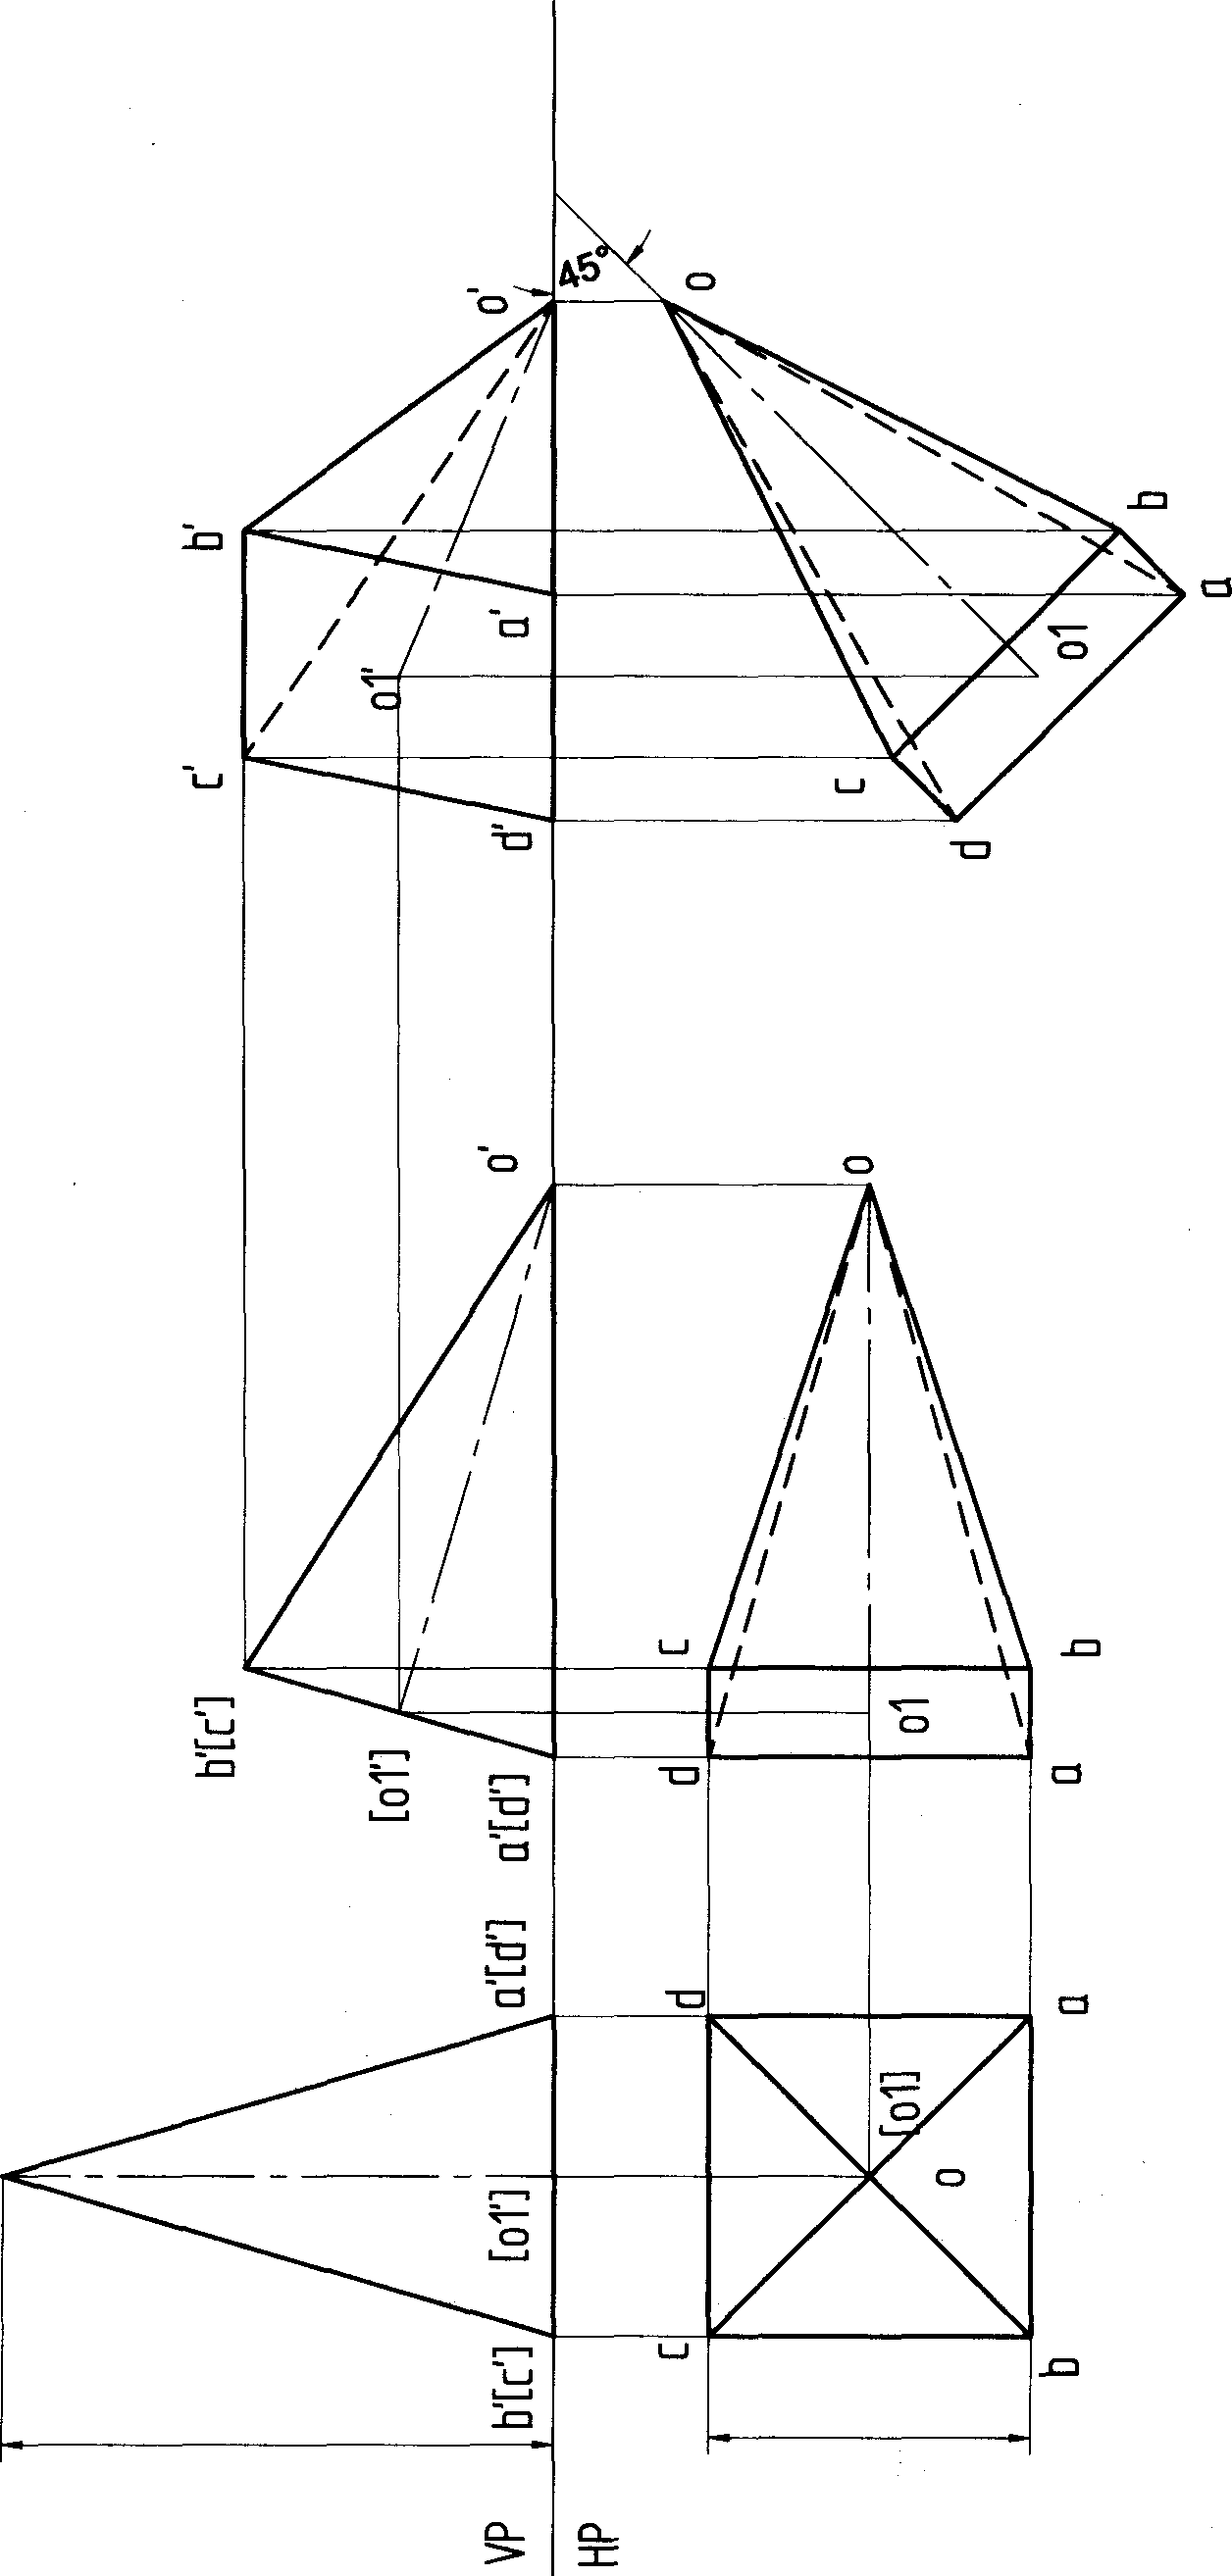 VP
HP
b'[c']
[o1']
a'[d']
c
d
[o1]
o
b
a
b'[c']
[o1']
a'[d']
o'
c
d
o1
o
b
a
c'
b'
o1'
d'
a'
o'
45°
o
c
d
o1
b
a